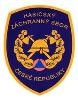 HASIČSKÝ
ZÁCHRANNÝ SBOR
ČESKÉ REPUBLIKY